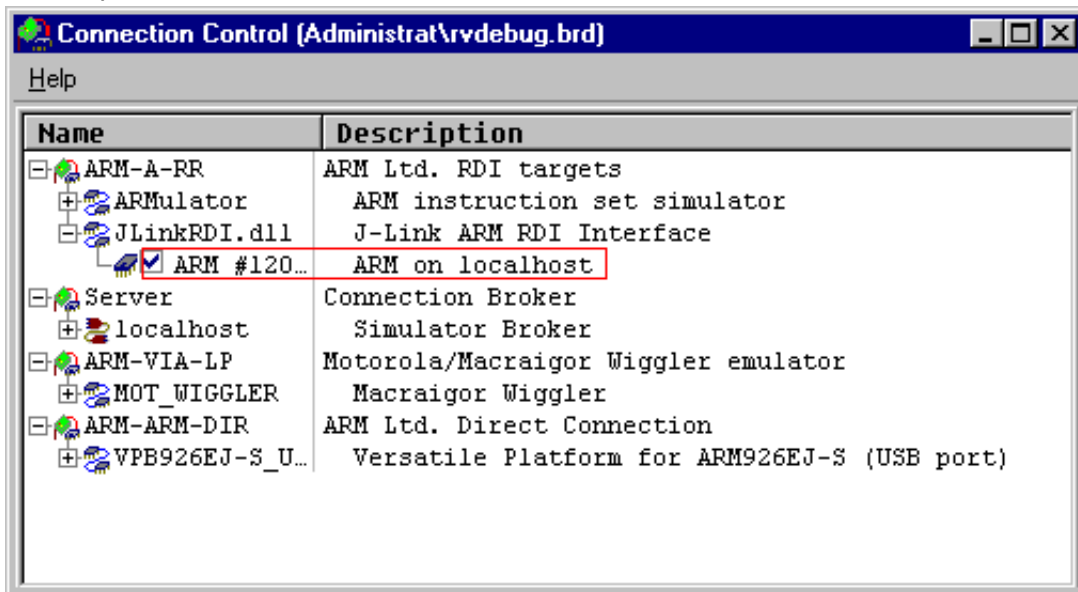 Connection Control (Administrat\rvdebug.brd)
Help
Name Description
ARM-A-RR ARM Ltd. RDI targets
ARMulator ARM instruction set simulator
JLinkRDI.dll J-Link ARM RDI Interface
ARM #120… ARM on localhost
Server Connection Broker
localhost Simulator Broker
ARM-VIA-LP Motorola/Macraigor Wiggler emulator
MOT_WIGGLER Macraigor Wiggler
ARM-ARM-DIR ARM Ltd. Direct Connection
VPB926EJ-S_U… Versatile Platform for ARM926EJ-S (USB port)